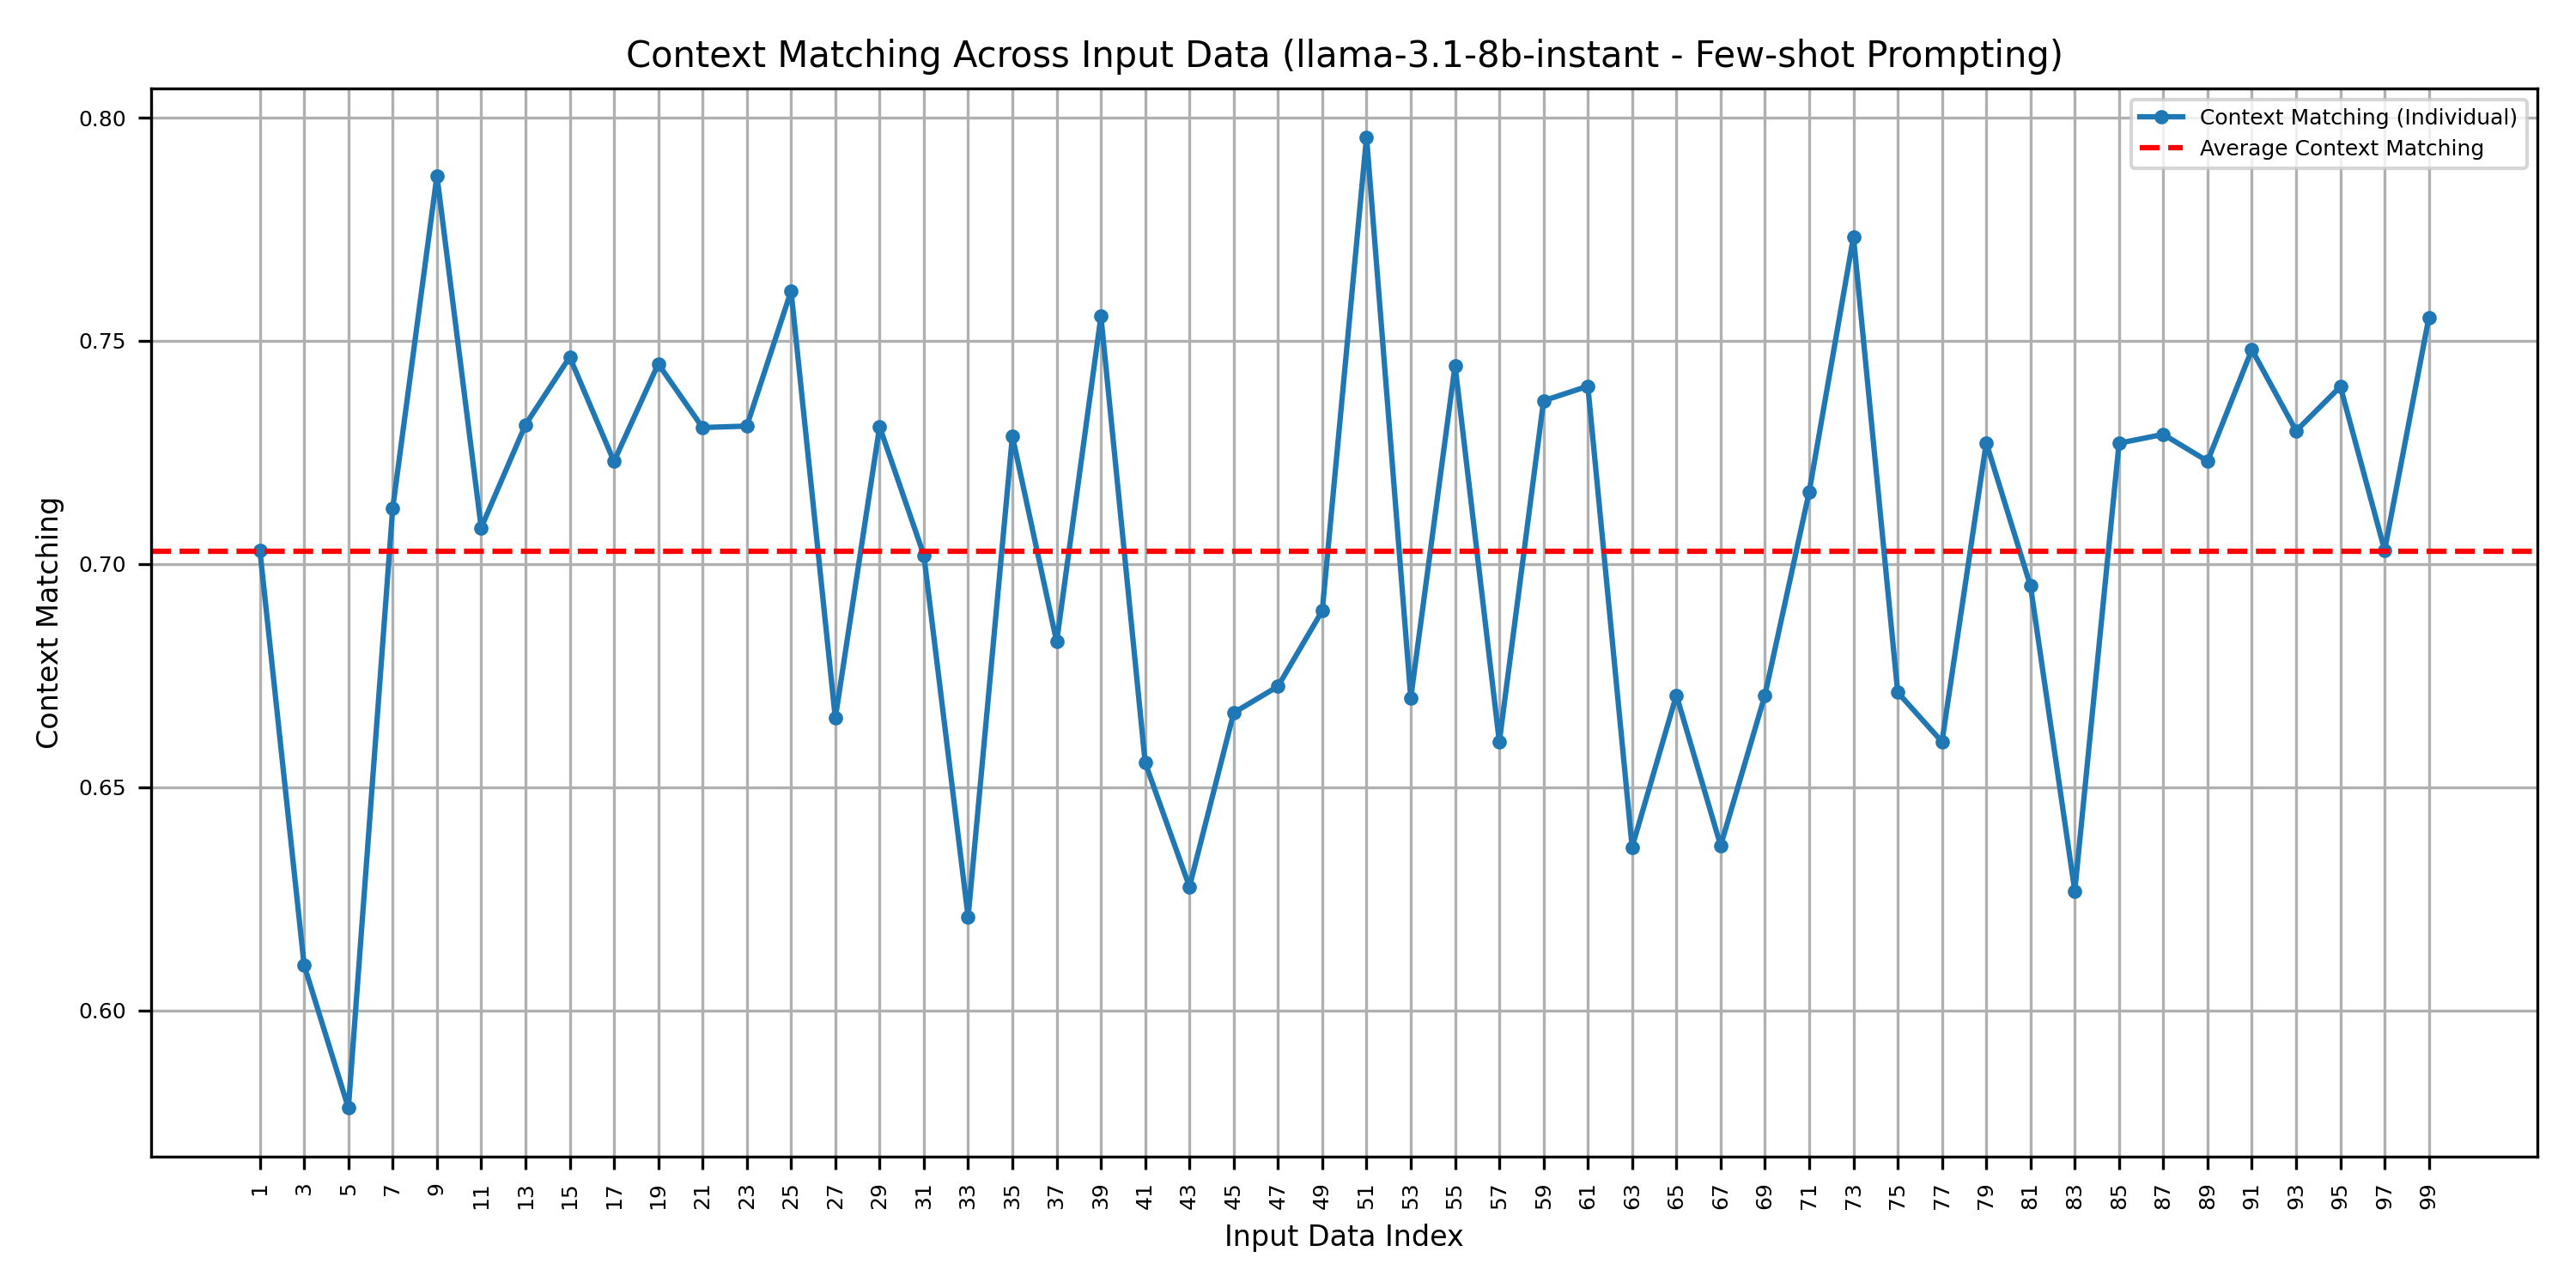 Context Matching Across Input Data (llama-3.1-8b-instant - Few-shot Prompting)
Context Matching (Individual)
Average Context Matching
Context Matching
0.80
0.75
0.70
0.65
0.60
1 3 5 7 9 11 13 15 17 19 21 23 25 27 29 31 33 35 37 39 41 43 45 47 49 51 53 55 57 59 61 63 65 67 69 71 73 75 77 79 81 83 85 87 89 91 93 95 97 99
Input Data Index